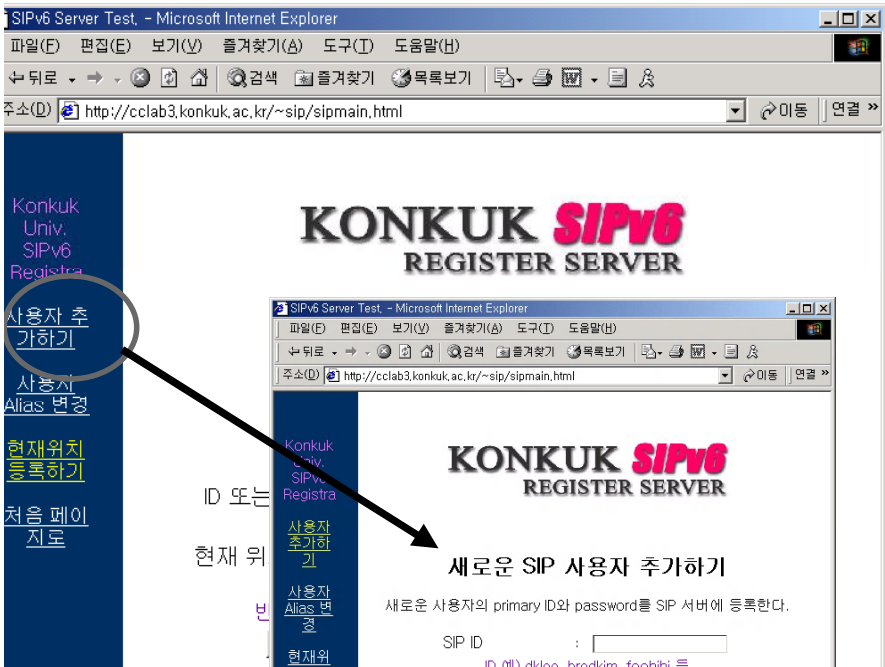 SIPv6 Server Test, - Microsoft Internet Explorer
파일(F) 편집(E) 보기(V) 즐겨찾기(A) 도구(T) 도움말(H)
뒤로 검색 즐겨찾기 목록보기
주소(D) http://cclab3,konkuk,ac,kr/~sip/sipmain,html 이동 연결 »
Konkuk
Univ.
SIPv6
Registra
사용자 추
가하기
사용자
Alias 변경
현재위치
등록하기
처음 페이
지로
KONKUK SIPv6
REGISTER SERVER
ID 또는
현재 위
SIPv6 Server Test, - Microsoft Internet Explorer
파일(F) 편집(E) 보기(V) 즐겨찾기(A) 도구(T) 도움말(H)
뒤로 검색 즐겨찾기 목록보기
주소(D) http://cclab3,konkuk,ac,kr/~sip/sipmain,html 이동 연결 »
Konkuk
Univ.
SIPv6
Registra
사용자
추가하
기
사용자
Alias 변
경
현재위
KONKUK SIPv6
REGISTER SERVER
새로운 SIP 사용자 추가하기
새로운 사용자의 primary ID와 password를 SIP 서버에 등록한다.
SIP ID :